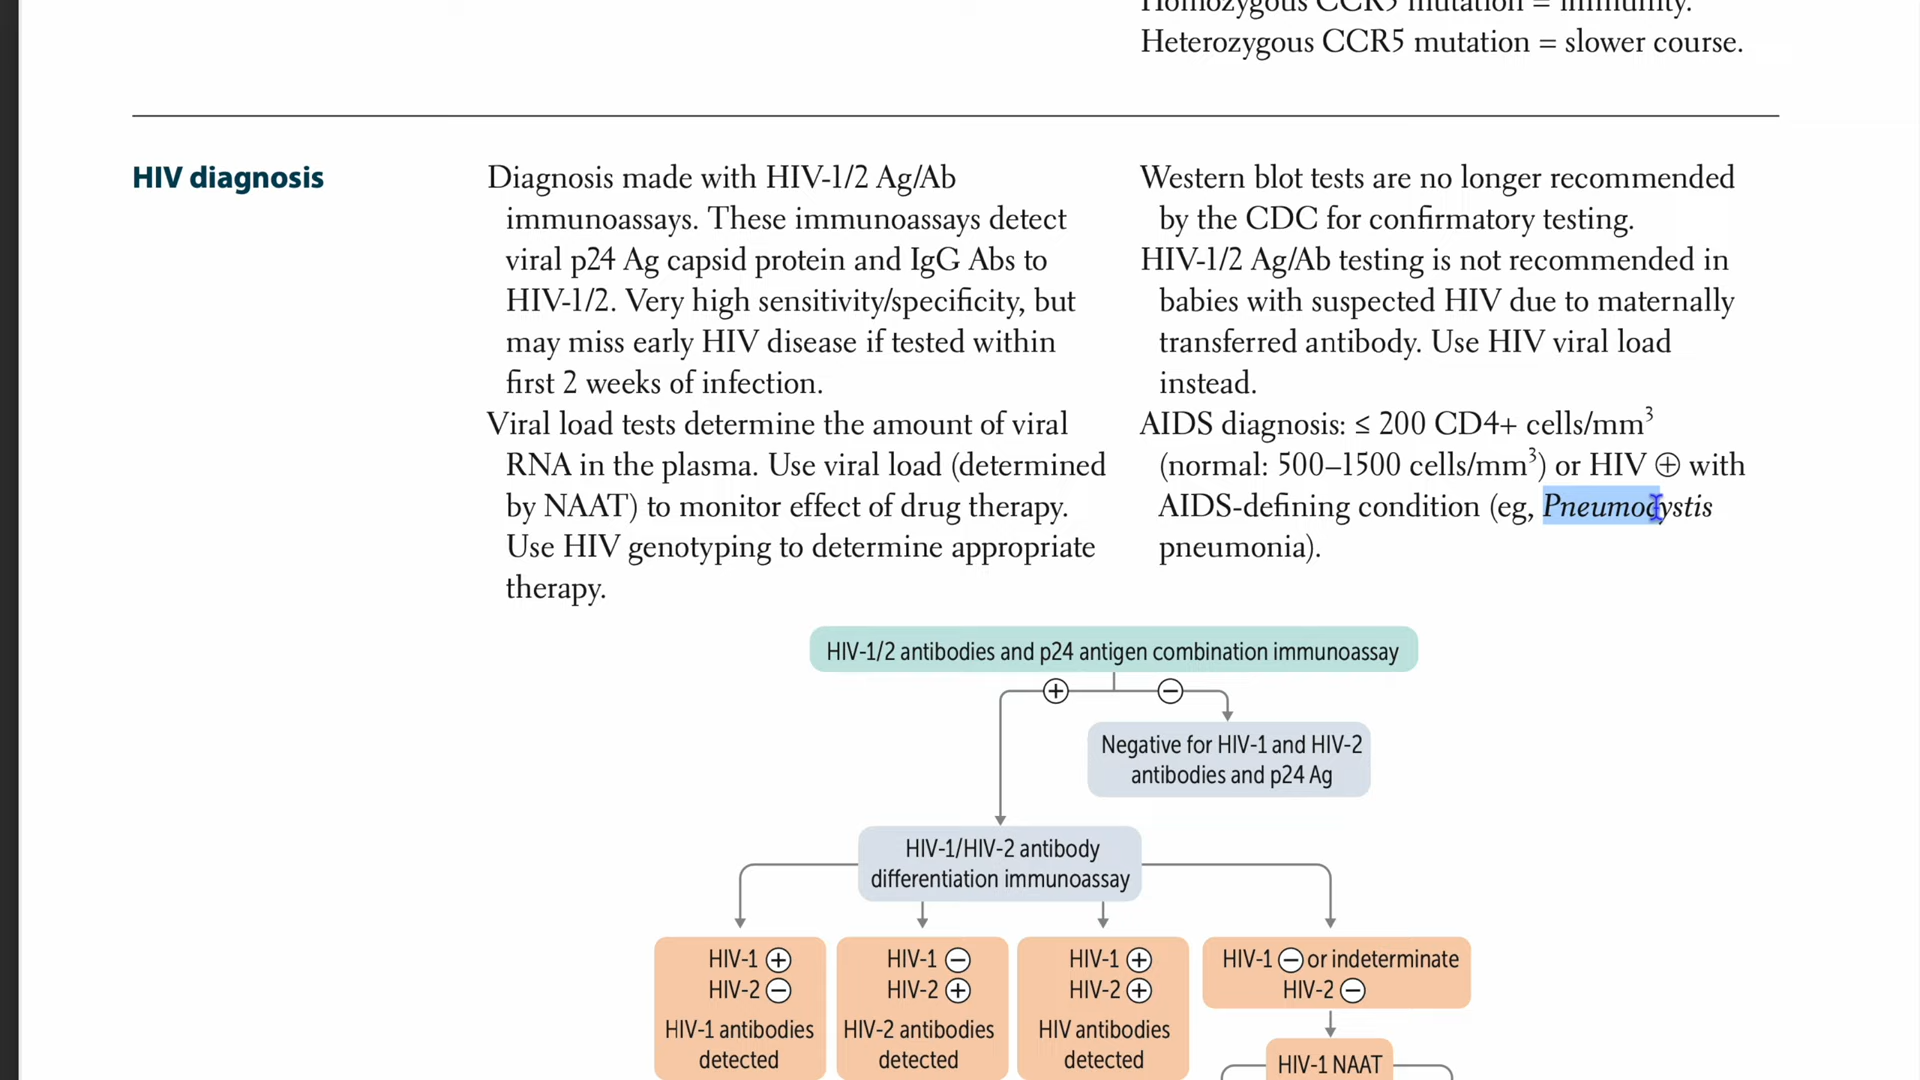 Homozygous CCR5 mutation = immunity.
Heterozygous CCR5 mutation = slower course.
HIV diagnosis
Diagnosis made with HIV-1/2 Ag/Ab
immunoassays. These immunoassays detect
viral p24 Ag capsid protein and IgG Abs to
HIV-1/2. Very high sensitivity/specificity, but
may miss early HIV disease if tested within
first 2 weeks of infection.
Viral load tests determine the amount of viral
RNA in the plasma. Use viral load (determined
by NAAT) to monitor effect of drug therapy.
Use HIV genotyping to determine appropriate
therapy.
Western blot tests are no longer recommended
by the CDC for confirmatory testing.
HIV-1/2 Ag/Ab testing is not recommended in
babies with suspected HIV due to maternally
transferred antibody. Use HIV viral load
instead.
AIDS diagnosis: ≤ 200 CD4+ cells/mm³
(normal: 500–1500 cells/mm³) or HIV ⊕ with
AIDS-defining condition (eg, Pneumocystis
pneumonia).
HIV-1/2 antibodies and p24 antigen combination immunoassay
⊕ ⊖
Negative for HIV-1 and HIV-2
antibodies and p24 Ag
HIV-1/HIV-2 antibody
differentiation immunoassay
HIV-1 ⊕
HIV-2 ⊖
HIV-1 antibodies
detected
HIV-1 ⊖
HIV-2 ⊕
HIV-2 antibodies
detected
HIV-1 ⊕
HIV-2 ⊕
HIV antibodies
detected
HIV-1 ⊖ or indeterminate
HIV-2 ⊖
HIV-1 NAAT